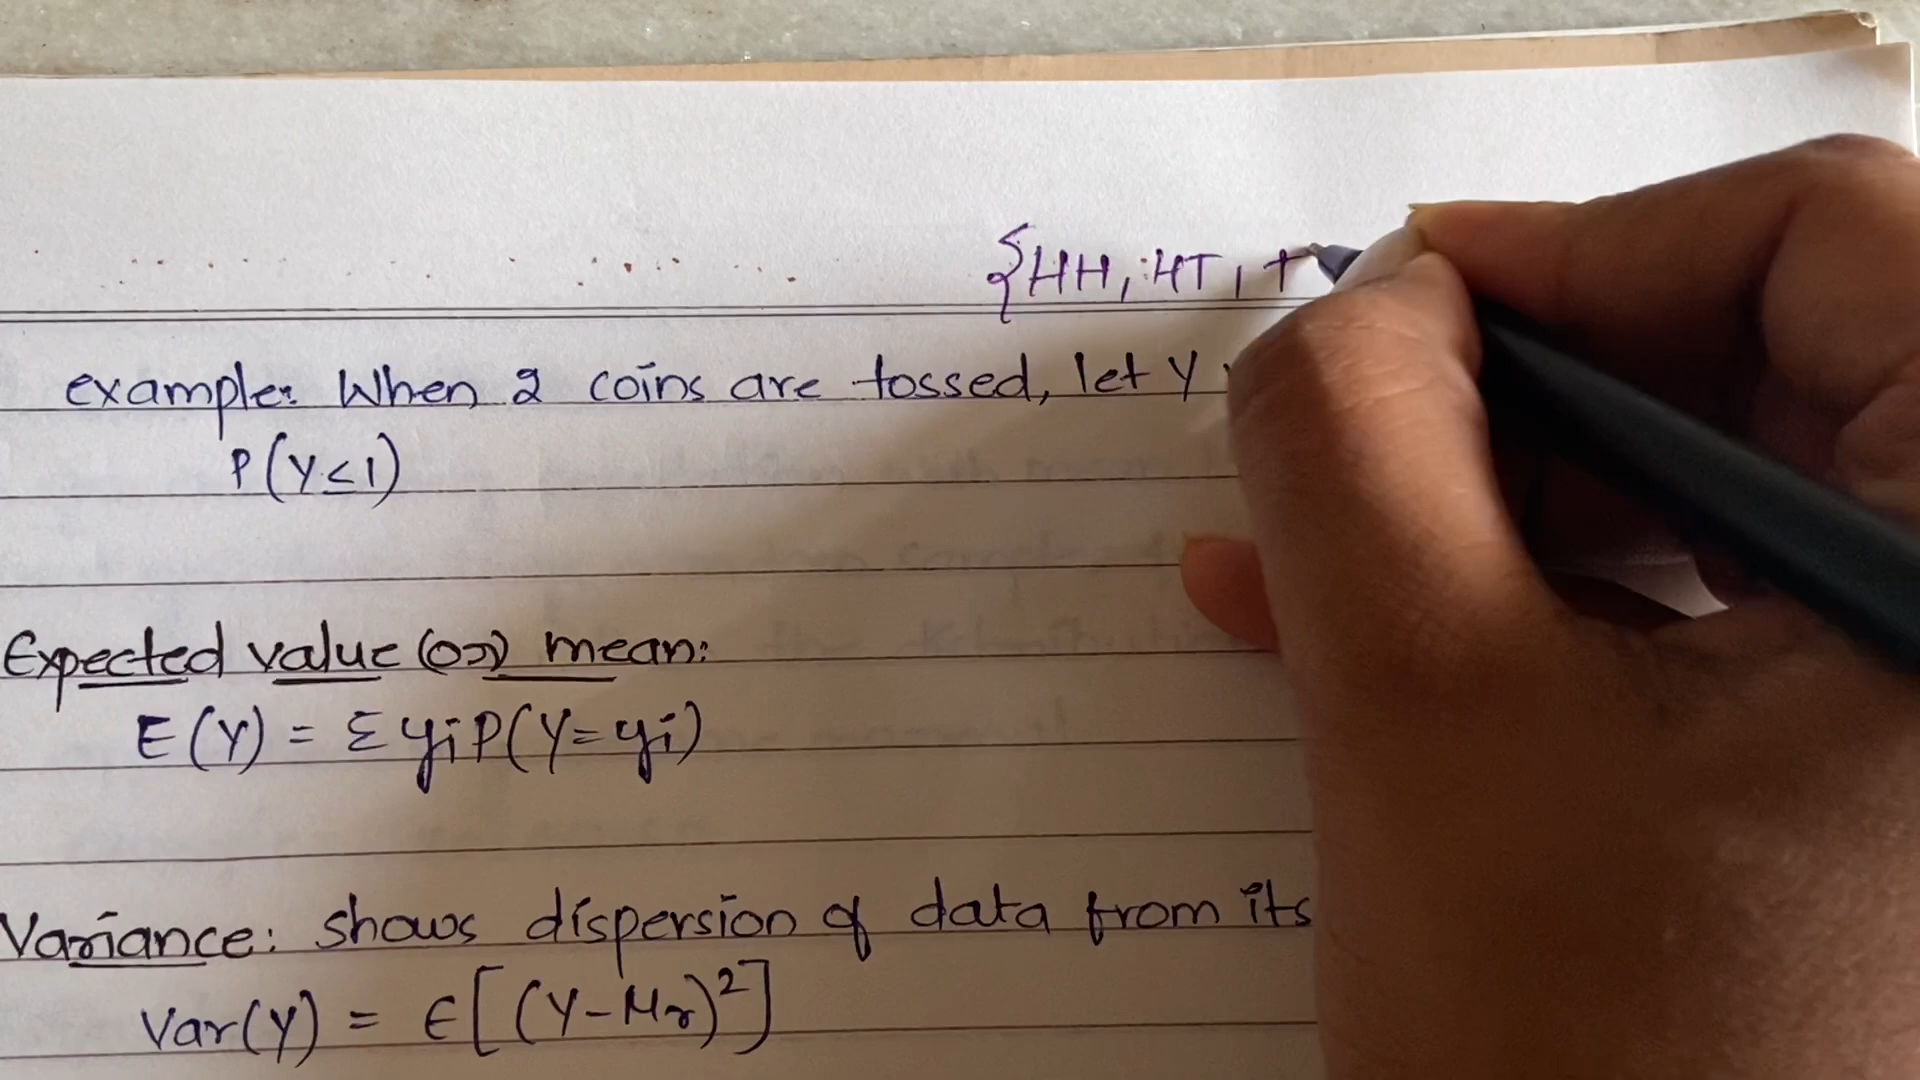 {HH, HT, T
example: When 2 coins are tossed, let Y
P(Y≤1)
Expected value (or) mean:
E(Y) = Σ yi P(Y=yi)
Variance: shows dispersion of data from its
Var(Y) = E[(Y-μr)²]